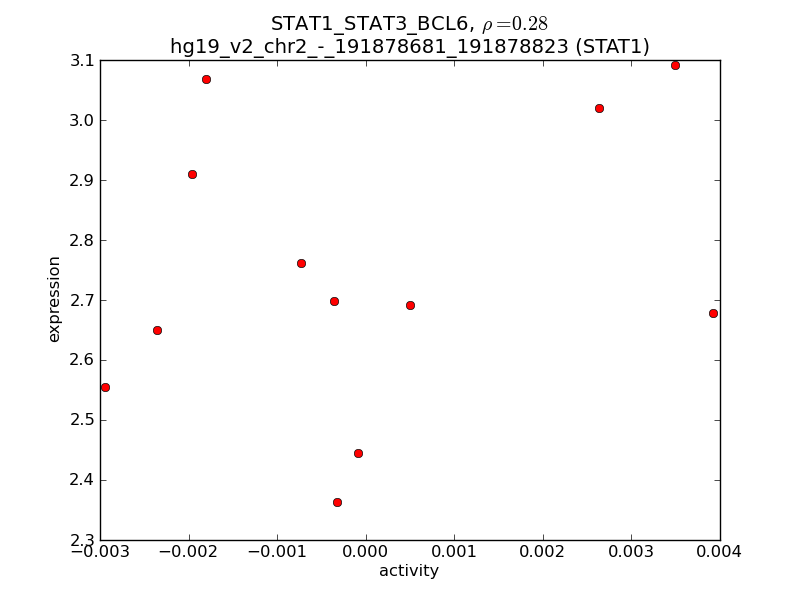 STAT1_STAT3_BCL6, ρ=0.28
hg19_v2_chr2_-_191878681_191878823 (STAT1)
3.1
3.0
2.9
2.8
2.7
2.6
2.5
2.4
2.3
expression
−0.003 −0.002 −0.001 0.000 0.001 0.002 0.003 0.004
activity